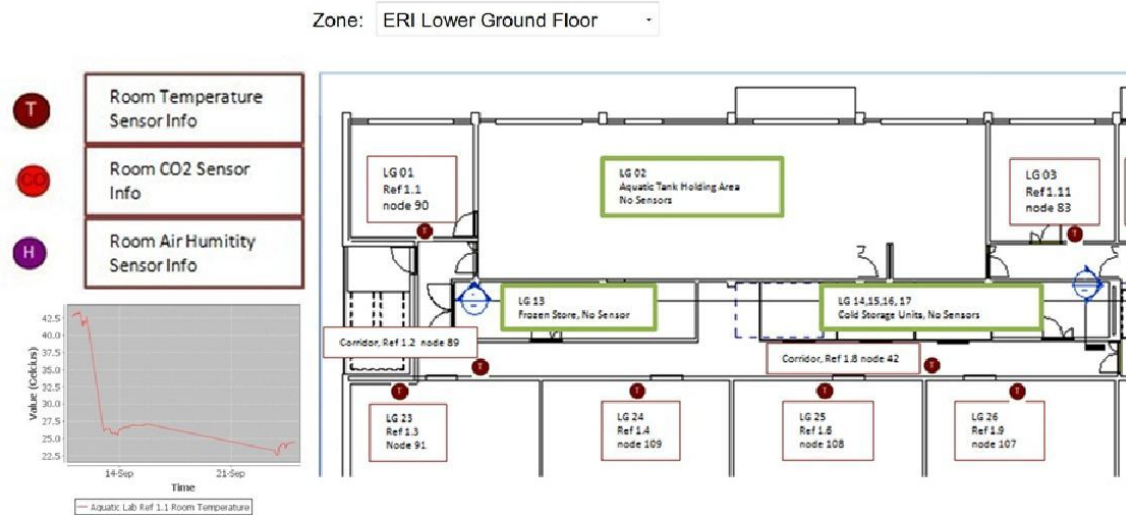 Zone: ERI Lower Ground Floor
T
Room Temperature
Sensor Info
CO
Room CO2 Sensor
Info
H
Room Air Humitity
Sensor Info
LG 01
Ref 1.1
node 90
T
LG 02
Aquatic Tank Holding Area
No Sensors
LG 03
Ref 1.11
node 83
T
LG 13
Frozen Store, No Sensor
LG 14,15,16, 17
Cold Storage Units, No Sensors
Corridor, Ref 1.2 node 89
T
Corridor, Ref 1.8 node 42
T
T
LG 23
Ref 1.3
Node 91
T
LG 24
Ref 1.4
node 109
T
LG 25
Ref 1.6
node 108
T
LG 26
Ref 1.9
node 107
Value (Celcius)
42.5
40.0
37.5
35.0
32.5
30.0
27.5
25.0
22.5
14-Sep
21-Sep
Time
Aquatic Lab Ref 1.1 Room Temperature